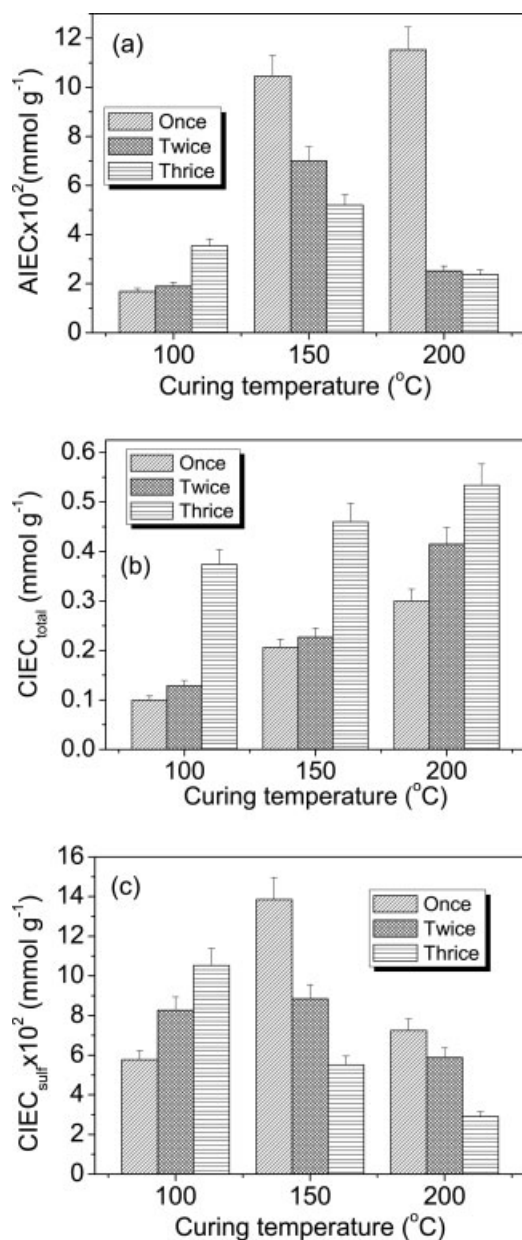 (a)
AIECx10² (mmol g⁻¹)
12
10
8
6
4
2
0
Once
Twice
Thrice
100 150 200
Curing temperature (°C)
(b)
CIEC_total (mmol g⁻¹)
0.6
0.5
0.4
0.3
0.2
0.1
0.0
Once
Twice
Thrice
100 150 200
Curing temperature (°C)
(c)
CIEC_sulf x10² (mmol g⁻¹)
16
14
12
10
8
6
4
2
0
Once
Twice
Thrice
100 150 200
Curing temperature (°C)